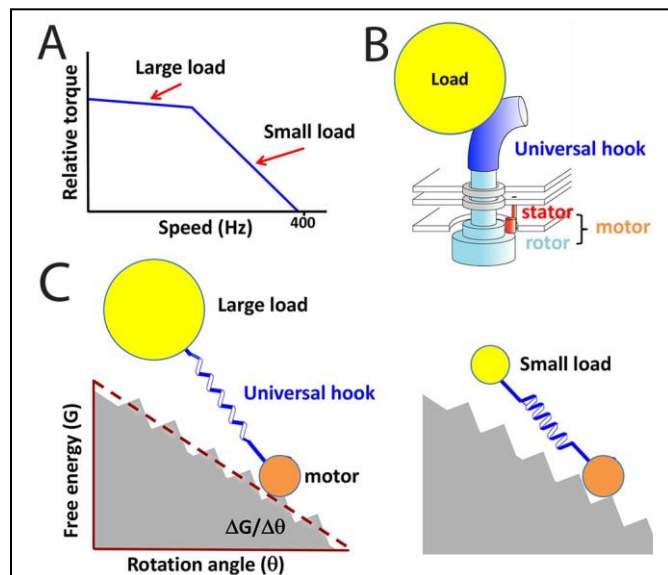 A
Large load
Small load
Relative torque
Speed (Hz)
400
B
Load
Universal hook
stator
rotor
motor
C
Large load
Universal hook
motor
Free energy (G)
ΔG/Δθ
Rotation angle (θ)
Small load